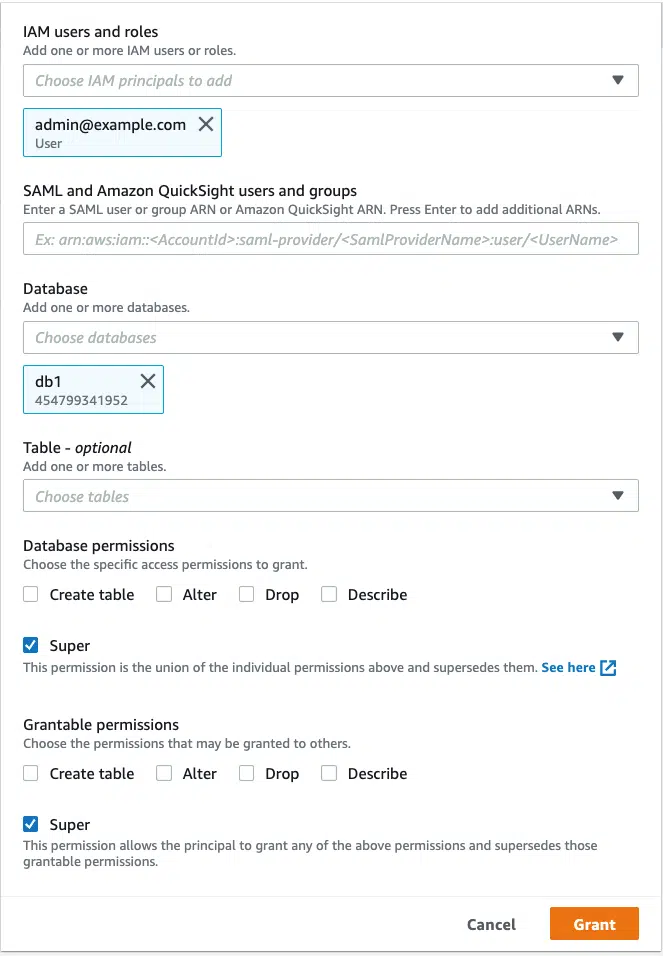 IAM users and roles
Add one or more IAM users or roles.
Choose IAM principals to add
admin@example.com
User
SAML and Amazon QuickSight users and groups
Enter a SAML user or group ARN or Amazon QuickSight ARN. Press Enter to add additional ARNs.
Ex: arn:aws:iam::<AccountId>:saml-provider/<SamlProviderName>:user/<UserName>
Database
Add one or more databases.
Choose databases
db1
454799341952
Table - optional
Add one or more tables.
Choose tables
Database permissions
Choose the specific access permissions to grant.
Create table Alter Drop Describe
Super
This permission is the union of the individual permissions above and supersedes them. See here
Grantable permissions
Choose the permissions that may be granted to others.
Create table Alter Drop Describe
Super
This permission allows the principal to grant any of the above permissions and supersedes those
grantable permissions.
Cancel Grant